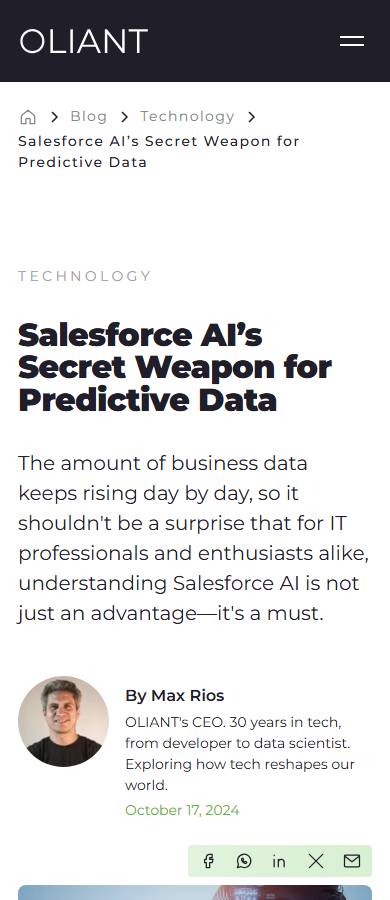 OLIANT
Blog
Technology
Salesforce AI’s Secret Weapon for
Predictive Data
TECHNOLOGY
Salesforce AI’s
Secret Weapon for
Predictive Data
The amount of business data
keeps rising day by day, so it
shouldn't be a surprise that for IT
professionals and enthusiasts alike,
understanding Salesforce AI is not
just an advantage—it's a must.
By Max Rios
OLIANT's CEO. 30 years in tech,
from developer to data scientist.
Exploring how tech reshapes our
world.
October 17, 2024